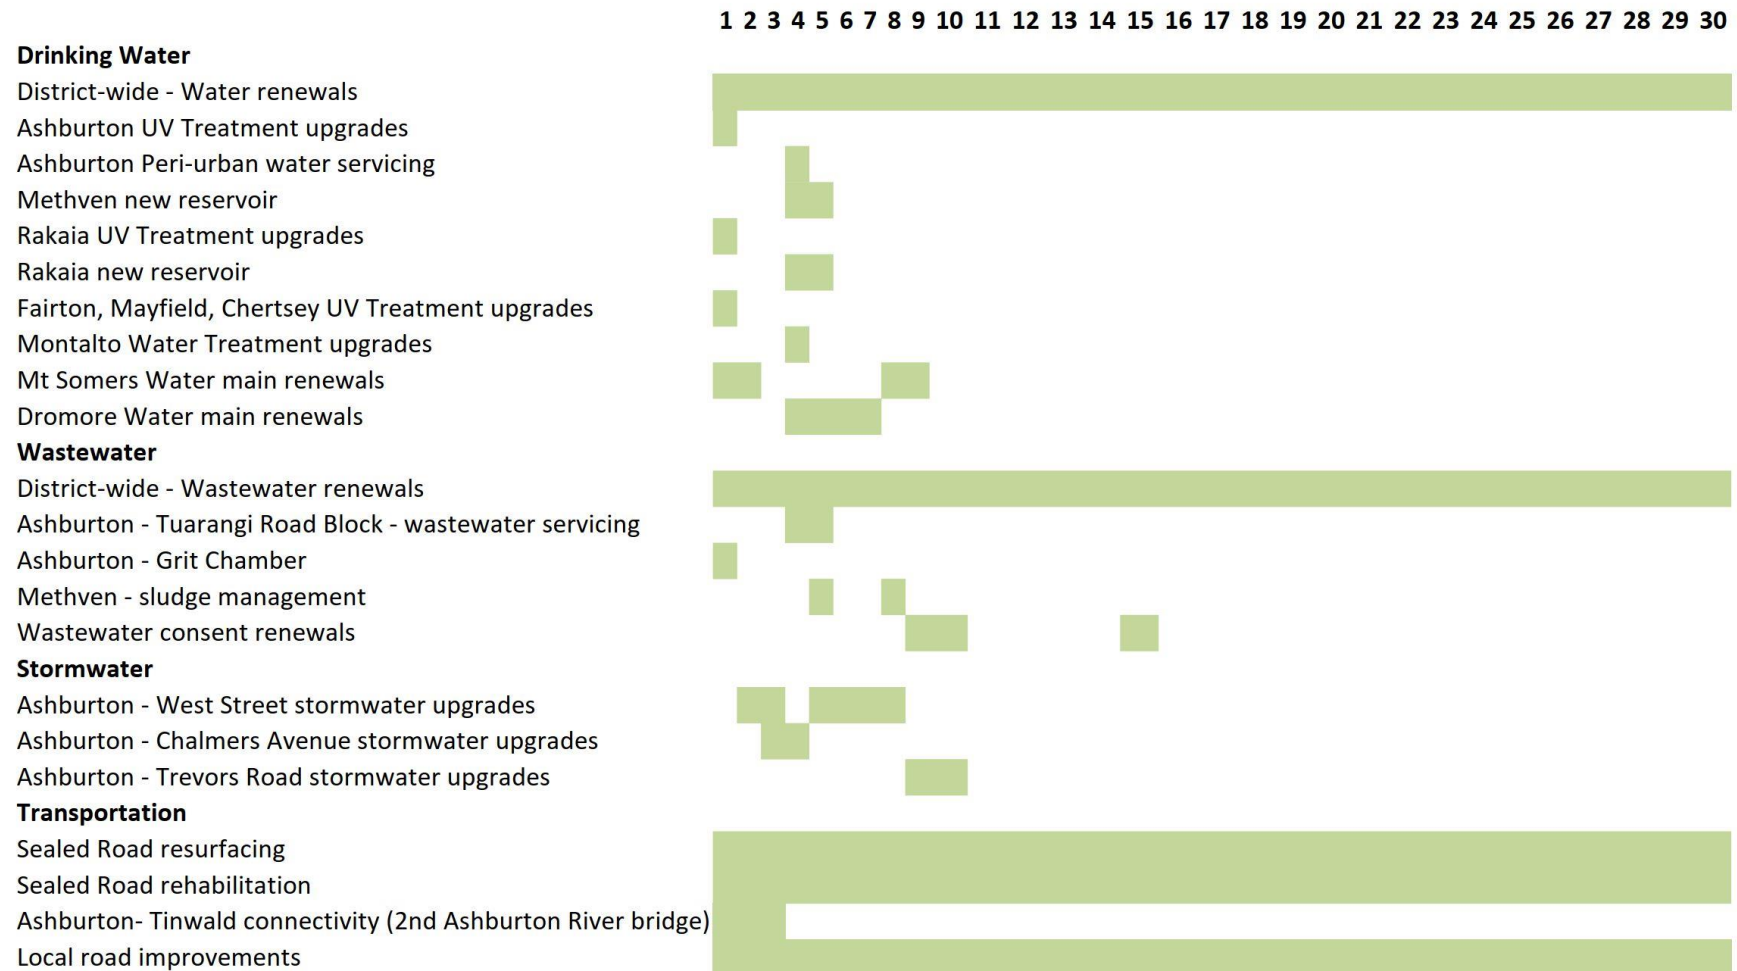 1 2 3 4 5 6 7 8 9 10 11 12 13 14 15 16 17 18 19 20 21 22 23 24 25 26 27 28 29 30
Drinking Water
District-wide - Water renewals
Ashburton UV Treatment upgrades
Ashburton Peri-urban water servicing
Methven new reservoir
Rakaia UV Treatment upgrades
Rakaia new reservoir
Fairton, Mayfield, Chertsey UV Treatment upgrades
Montalto Water Treatment upgrades
Mt Somers Water main renewals
Dromore Water main renewals
Wastewater
District-wide - Wastewater renewals
Ashburton - Tuarangi Road Block - wastewater servicing
Ashburton - Grit Chamber
Methven - sludge management
Wastewater consent renewals
Stormwater
Ashburton - West Street stormwater upgrades
Ashburton - Chalmers Avenue stormwater upgrades
Ashburton - Trevors Road stormwater upgrades
Transportation
Sealed Road resurfacing
Sealed Road rehabilitation
Ashburton- Tinwald connectivity (2nd Ashburton River bridge)
Local road improvements